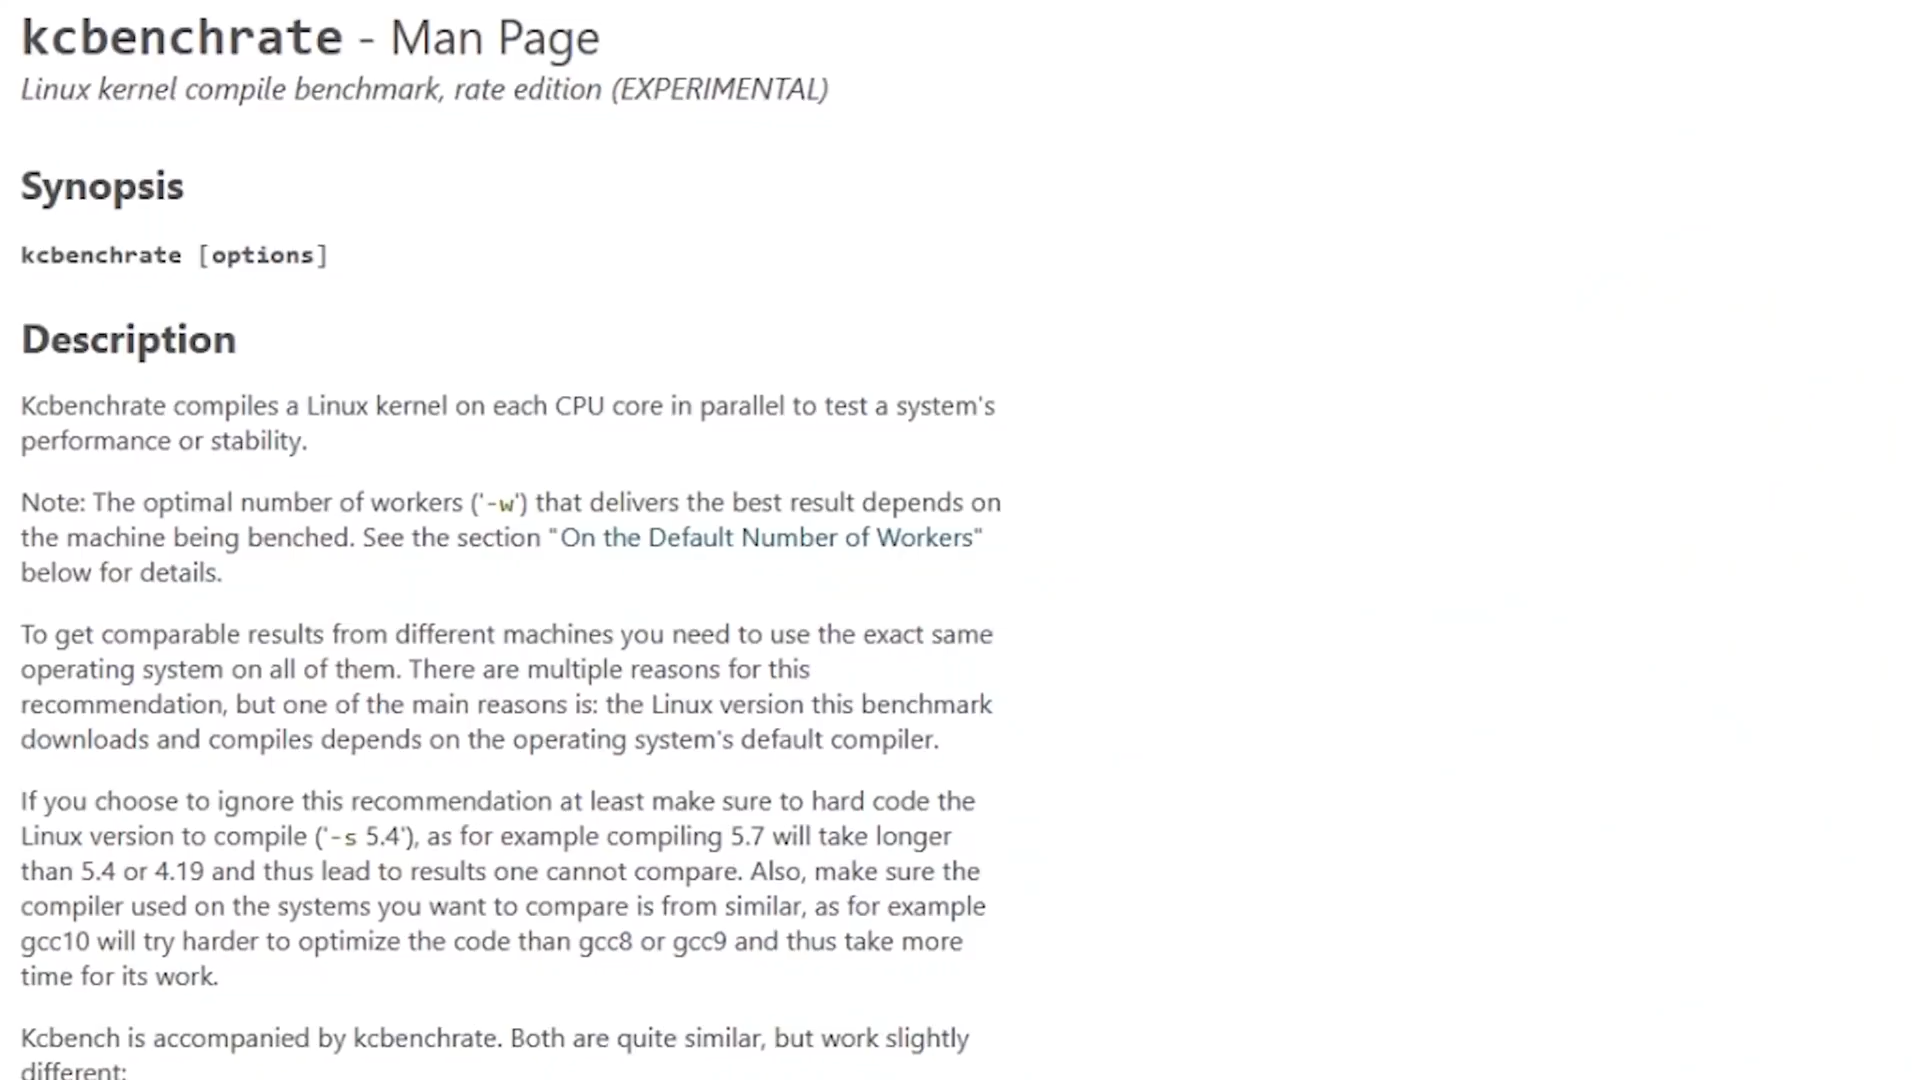 kcbenchrate - Man Page
Linux kernel compile benchmark, rate edition (EXPERIMENTAL)
Synopsis
kcbenchrate [options]
Description
Kcbenchrate compiles a Linux kernel on each CPU core in parallel to test a system's
performance or stability.
Note: The optimal number of workers ('-w') that delivers the best result depends on
the machine being benched. See the section "On the Default Number of Workers"
below for details.
To get comparable results from different machines you need to use the exact same
operating system on all of them. There are multiple reasons for this
recommendation, but one of the main reasons is: the Linux version this benchmark
downloads and compiles depends on the operating system's default compiler.
If you choose to ignore this recommendation at least make sure to hard code the
Linux version to compile ('-s 5.4'), as for example compiling 5.7 will take longer
than 5.4 or 4.19 and thus lead to results one cannot compare. Also, make sure the
compiler used on the systems you want to compare is from similar, as for example
gcc10 will try harder to optimize the code than gcc8 or gcc9 and thus take more
time for its work.
Kcbench is accompanied by kcbenchrate. Both are quite similar, but work slightly
different: